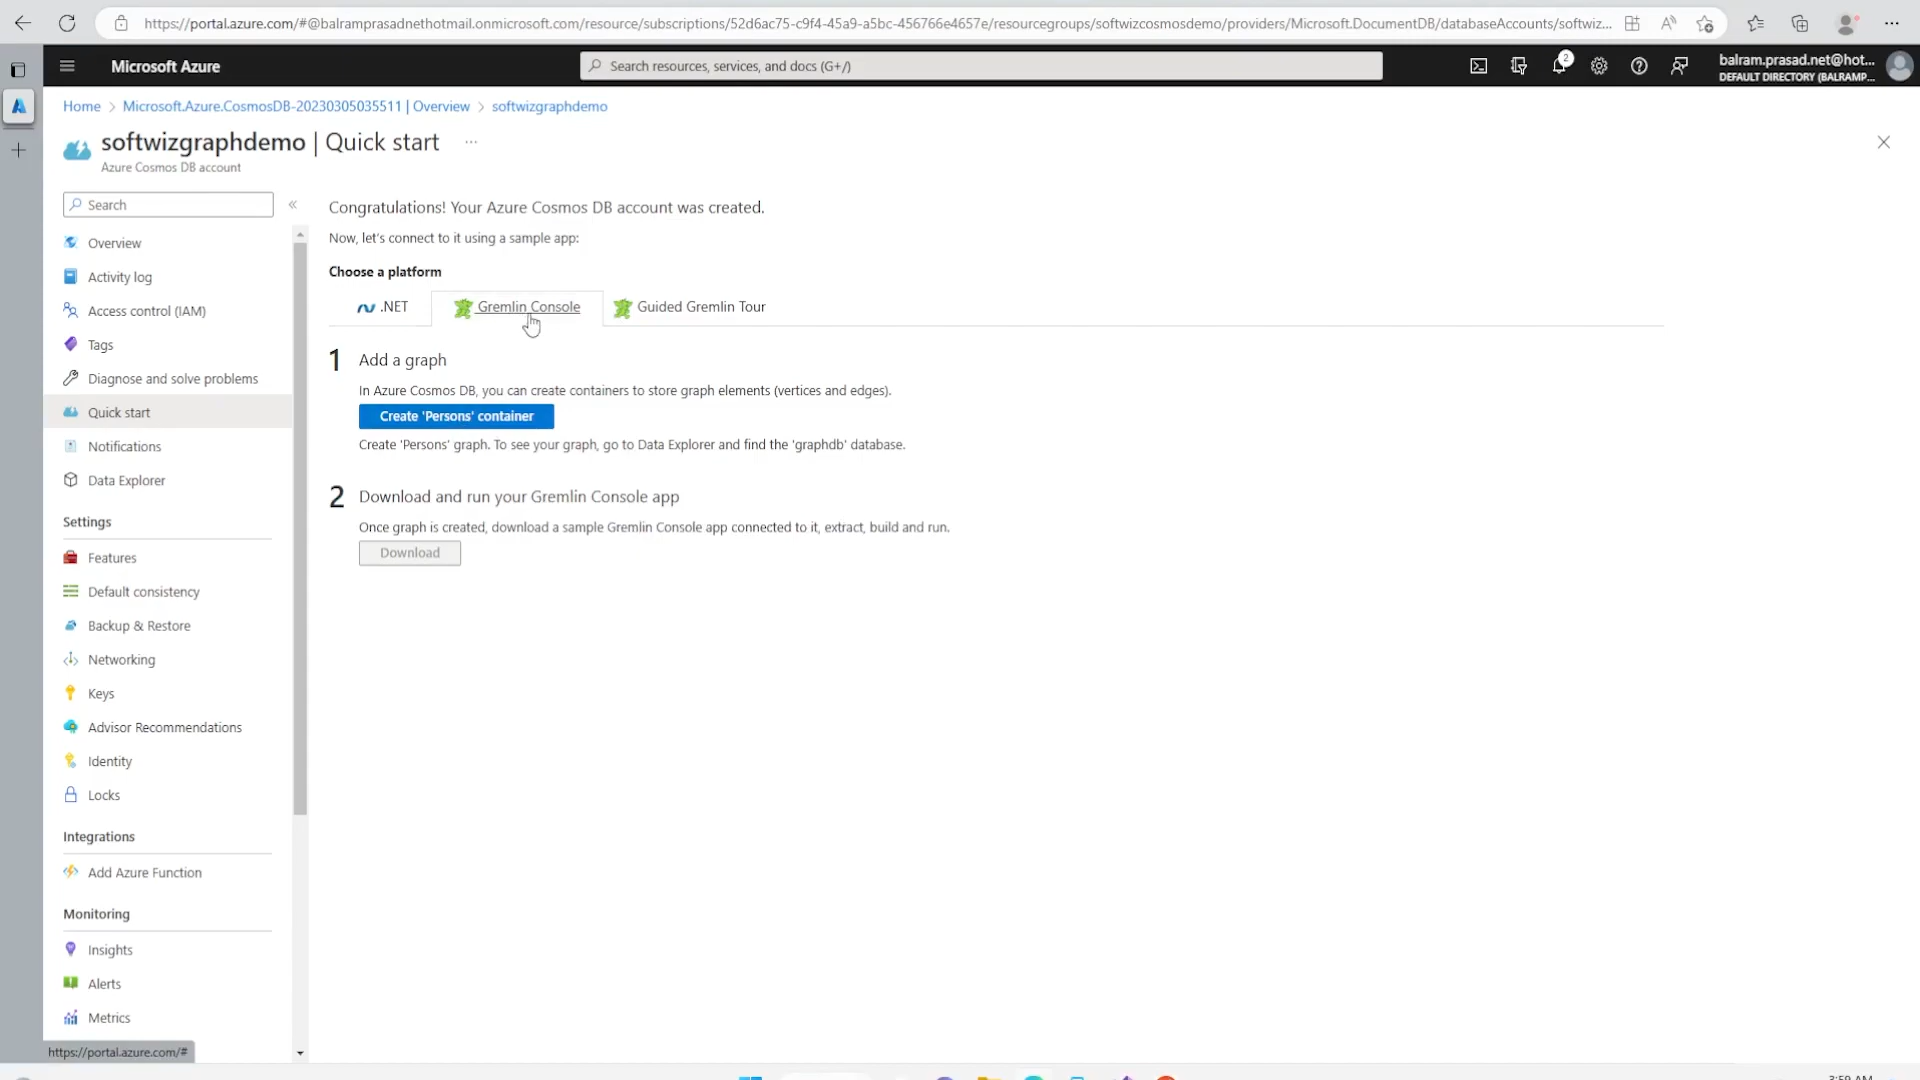 https://portal.azure.com/#@balramprasadnethotmail.onmicrosoft.com/resource/subscriptions/52d6ac75-c9f4-45a9-a5bc-456766e4657e/resourcegroups/softwizcosmosdemo/providers/Microsoft.DocumentDB/databaseAccounts/softwiz...
Microsoft Azure
Search resources, services, and docs (G+/)
2
balram.prasad.net@hot...
DEFAULT DIRECTORY (BALRAMP...
Home > Microsoft.Azure.CosmosDB-20230305035511 | Overview > softwizgraphdemo
softwizgraphdemo | Quick start ...
Azure Cosmos DB account
Search
Overview
Activity log
Access control (IAM)
Tags
Diagnose and solve problems
Quick start
Notifications
Data Explorer
Settings
Features
Default consistency
Backup & Restore
Networking
Keys
Advisor Recommendations
Identity
Locks
Integrations
Add Azure Function
Monitoring
Insights
Alerts
Metrics
https://portal.azure.com/#
Congratulations! Your Azure Cosmos DB account was created.
Now, let's connect to it using a sample app:
Choose a platform
.NET
Gremlin Console
Guided Gremlin Tour
1 Add a graph
In Azure Cosmos DB, you can create containers to store graph elements (vertices and edges).
Create 'Persons' container
Create 'Persons' graph. To see your graph, go to Data Explorer and find the 'graphdb' database.
2 Download and run your Gremlin Console app
Once graph is created, download a sample Gremlin Console app connected to it, extract, build and run.
Download
3:59 AM